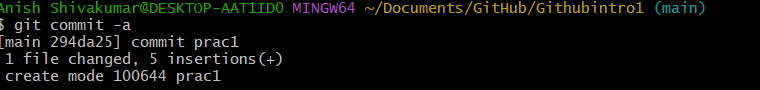 Anish Shivakumar@DESKTOP-AAT1IDO MINGW64 ~/Documents/GitHub/Githubintro1 (main)
$ git commit -a
[main 294da25] commit prac1
 1 file changed, 5 insertions(+)
 create mode 100644 prac1